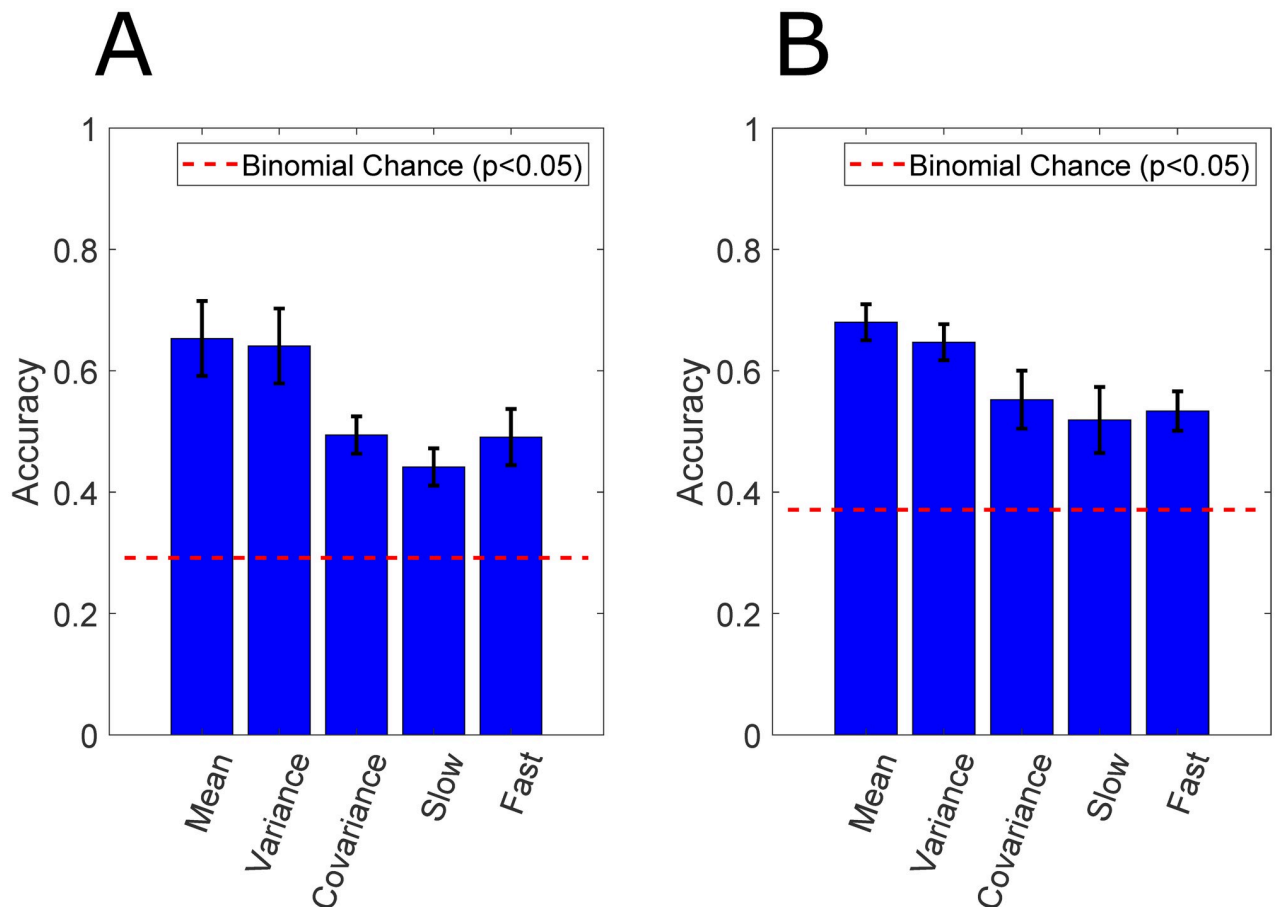 A
Binomial Chance (p<0.05)
1
0.8
0.6
0.4
0.2
0
Accuracy
Mean
Variance
Covariance
Slow
Fast
B
Binomial Chance (p<0.05)
1
0.8
0.6
0.4
0.2
0
Accuracy
Mean
Variance
Covariance
Slow
Fast